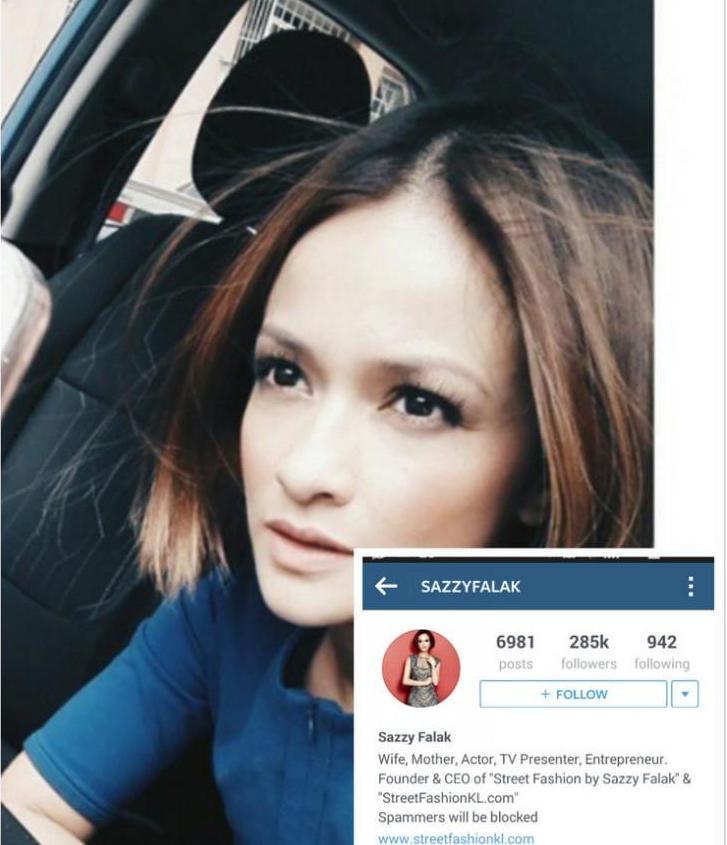 SAZZYFALAK
6981 285k 942
posts followers following
+ FOLLOW
Sazzy Falak
Wife, Mother, Actor, TV Presenter, Entrepreneur.
Founder & CEO of "Street Fashion by Sazzy Falak" &
"StreetFashionKL.com"
Spammers will be blocked
www.streetfashionkl.com